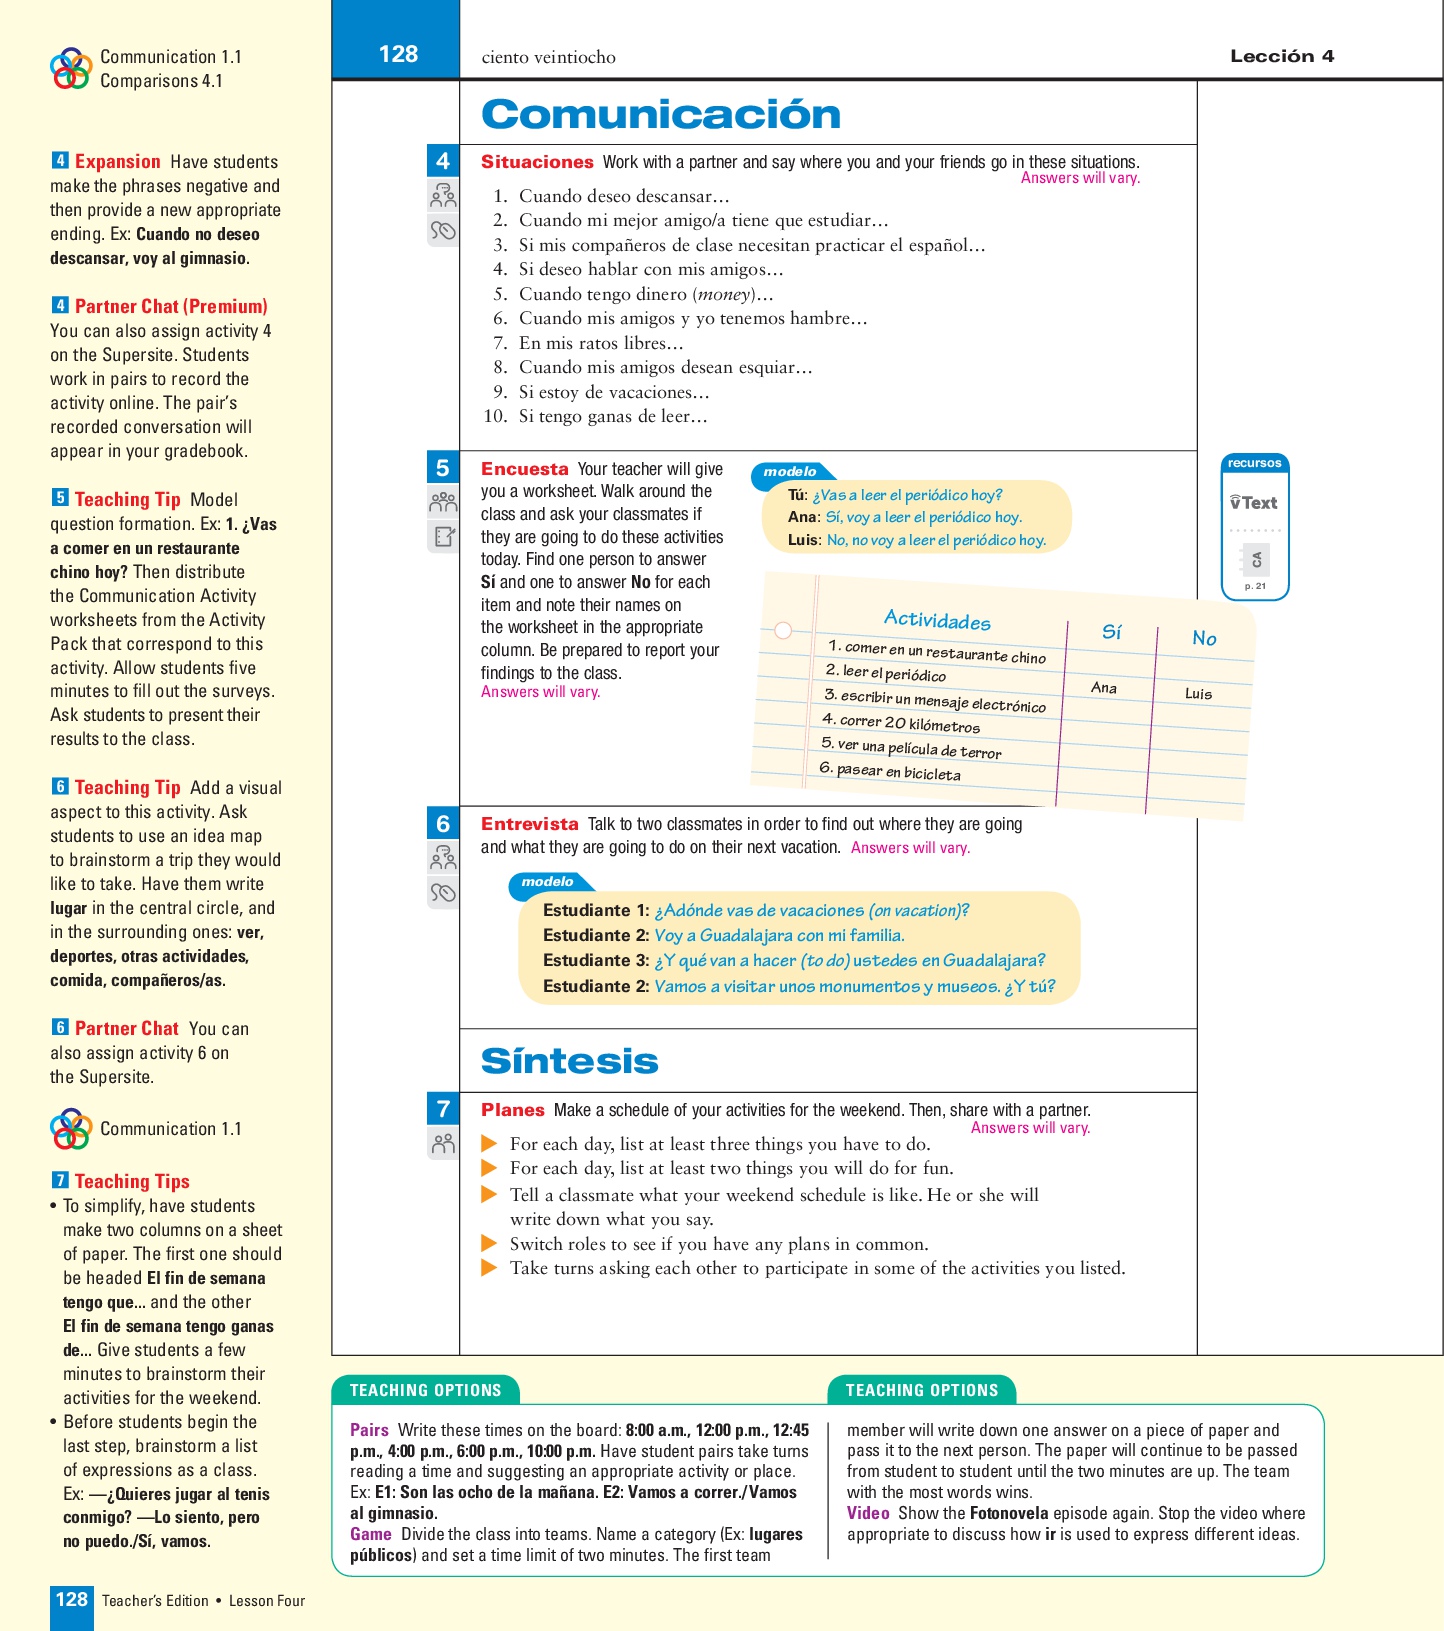 Communication 1.1
Comparisons 4.1
4 Expansion Have students
make the phrases negative and
then provide a new appropriate
ending. Ex: Cuando no deseo
descansar, voy al gimnasio.
4 Partner Chat (Premium)
You can also assign activity 4
on the Supersite. Students
work in pairs to record the
activity online. The pair's
recorded conversation will
appear in your gradebook.
5 Teaching Tip Model
question formation. Ex: 1. ¿Vas
a comer en un restaurante
chino hoy? Then distribute
the Communication Activity
worksheets from the Activity
Pack that correspond to this
activity. Allow students five
minutes to fill out the surveys.
Ask students to present their
results to the class.
6 Teaching Tip Add a visual
aspect to this activity. Ask
students to use an idea map
to brainstorm a trip they would
like to take. Have them write
lugar in the central circle, and
in the surrounding ones: ver,
deportes, otras actividades,
comida, compañeros/as.
6 Partner Chat You can
also assign activity 6 on
the Supersite.
Communication 1.1
7 Teaching Tips
• To simplify, have students
make two columns on a sheet
of paper. The first one should
be headed El fin de semana
tengo que... and the other
El fin de semana tengo ganas
de... Give students a few
minutes to brainstorm their
activities for the weekend.
• Before students begin the
last step, brainstorm a list
of expressions as a class.
Ex: —¿Quieres jugar al tenis
conmigo? —Lo siento, pero
no puedo./Sí, vamos.
128 ciento veintiocho Lección 4
Comunicación
4 Situaciones Work with a partner and say where you and your friends go in these situations.
Answers will vary.
1. Cuando deseo descansar…
2. Cuando mi mejor amigo/a tiene que estudiar…
3. Si mis compañeros de clase necesitan practicar el español…
4. Si deseo hablar con mis amigos…
5. Cuando tengo dinero (money)…
6. Cuando mis amigos y yo tenemos hambre…
7. En mis ratos libres…
8. Cuando mis amigos desean esquiar…
9. Si estoy de vacaciones…
10. Si tengo ganas de leer…
5 Encuesta Your teacher will give
you a worksheet. Walk around the
class and ask your classmates if
they are going to do these activities
today. Find one person to answer
Sí and one to answer No for each
item and note their names on
the worksheet in the appropriate
column. Be prepared to report your
findings to the class.
Answers will vary.
modelo
Tú: ¿Vas a leer el periódico hoy?
Ana: Sí, voy a leer el periódico hoy.
Luis: No, no voy a leer el periódico hoy.
Actividades Sí No
1. comer en un restaurante chino
2. leer el periódico Ana Luis
3. escribir un mensaje electrónico
4. correr 20 kilómetros
5. ver una película de terror
6. pasear en bicicleta
recursos
vText
CA
p. 21
6 Entrevista Talk to two classmates in order to find out where they are going
and what they are going to do on their next vacation. Answers will vary.
modelo
Estudiante 1: ¿Adónde vas de vacaciones (on vacation)?
Estudiante 2: Voy a Guadalajara con mi familia.
Estudiante 3: ¿Y qué van a hacer (to do) ustedes en Guadalajara?
Estudiante 2: Vamos a visitar unos monumentos y museos. ¿Y tú?
Síntesis
7 Planes Make a schedule of your activities for the weekend. Then, share with a partner.
Answers will vary.
For each day, list at least three things you have to do.
For each day, list at least two things you will do for fun.
Tell a classmate what your weekend schedule is like. He or she will
write down what you say.
Switch roles to see if you have any plans in common.
Take turns asking each other to participate in some of the activities you listed.
TEACHING OPTIONS
Pairs Write these times on the board: 8:00 a.m., 12:00 p.m., 12:45
p.m., 4:00 p.m., 6:00 p.m., 10:00 p.m. Have student pairs take turns
reading a time and suggesting an appropriate activity or place.
Ex: E1: Son las ocho de la mañana. E2: Vamos a correr./Vamos
al gimnasio.
Game Divide the class into teams. Name a category (Ex: lugares
públicos) and set a time limit of two minutes. The first team
TEACHING OPTIONS
member will write down one answer on a piece of paper and
pass it to the next person. The paper will continue to be passed
from student to student until the two minutes are up. The team
with the most words wins.
Video Show the Fotonovela episode again. Stop the video where
appropriate to discuss how ir is used to express different ideas.
128 Teacher's Edition • Lesson Four